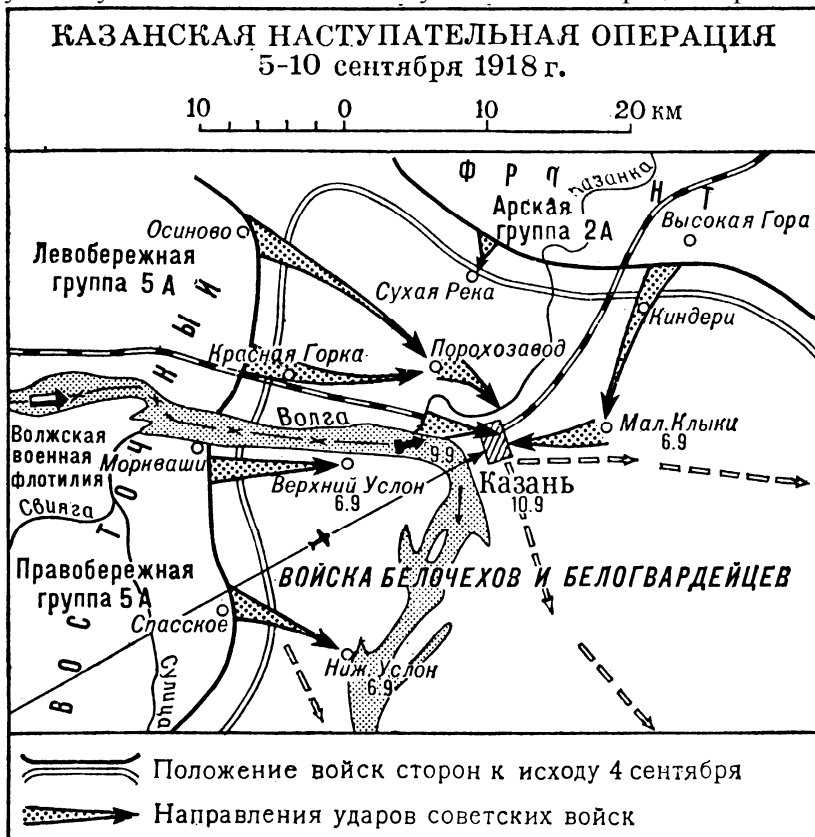 КАЗАНСКАЯ НАСТУПАТЕЛЬНАЯ ОПЕРАЦИЯ
5-10 сентября 1918 г.
10 0 10 20 км
ВОСТОЧНЫЙ ФРОНТ
Казанка
Арская
группа 2А
Высокая Гора
Осиново
Левобережная
группа 5 А
Сухая Река
Киндери
Красная Горка
Порохозавод
Волга
Мал. Клыки
6.9
Волжская
военная
флотилия
Моркваши
9.9
Верхний Услон
6.9
Казань
10.9
Свияга
Правобережная
группа 5А
ВОЙСКА БЕЛОЧЕХОВ И БЕЛОГВАРДЕЙЦЕВ
Спасское
Сулица
Ниж. Услон
6.9
Положение войск сторон к исходу 4 сентября
Направления ударов советских войск